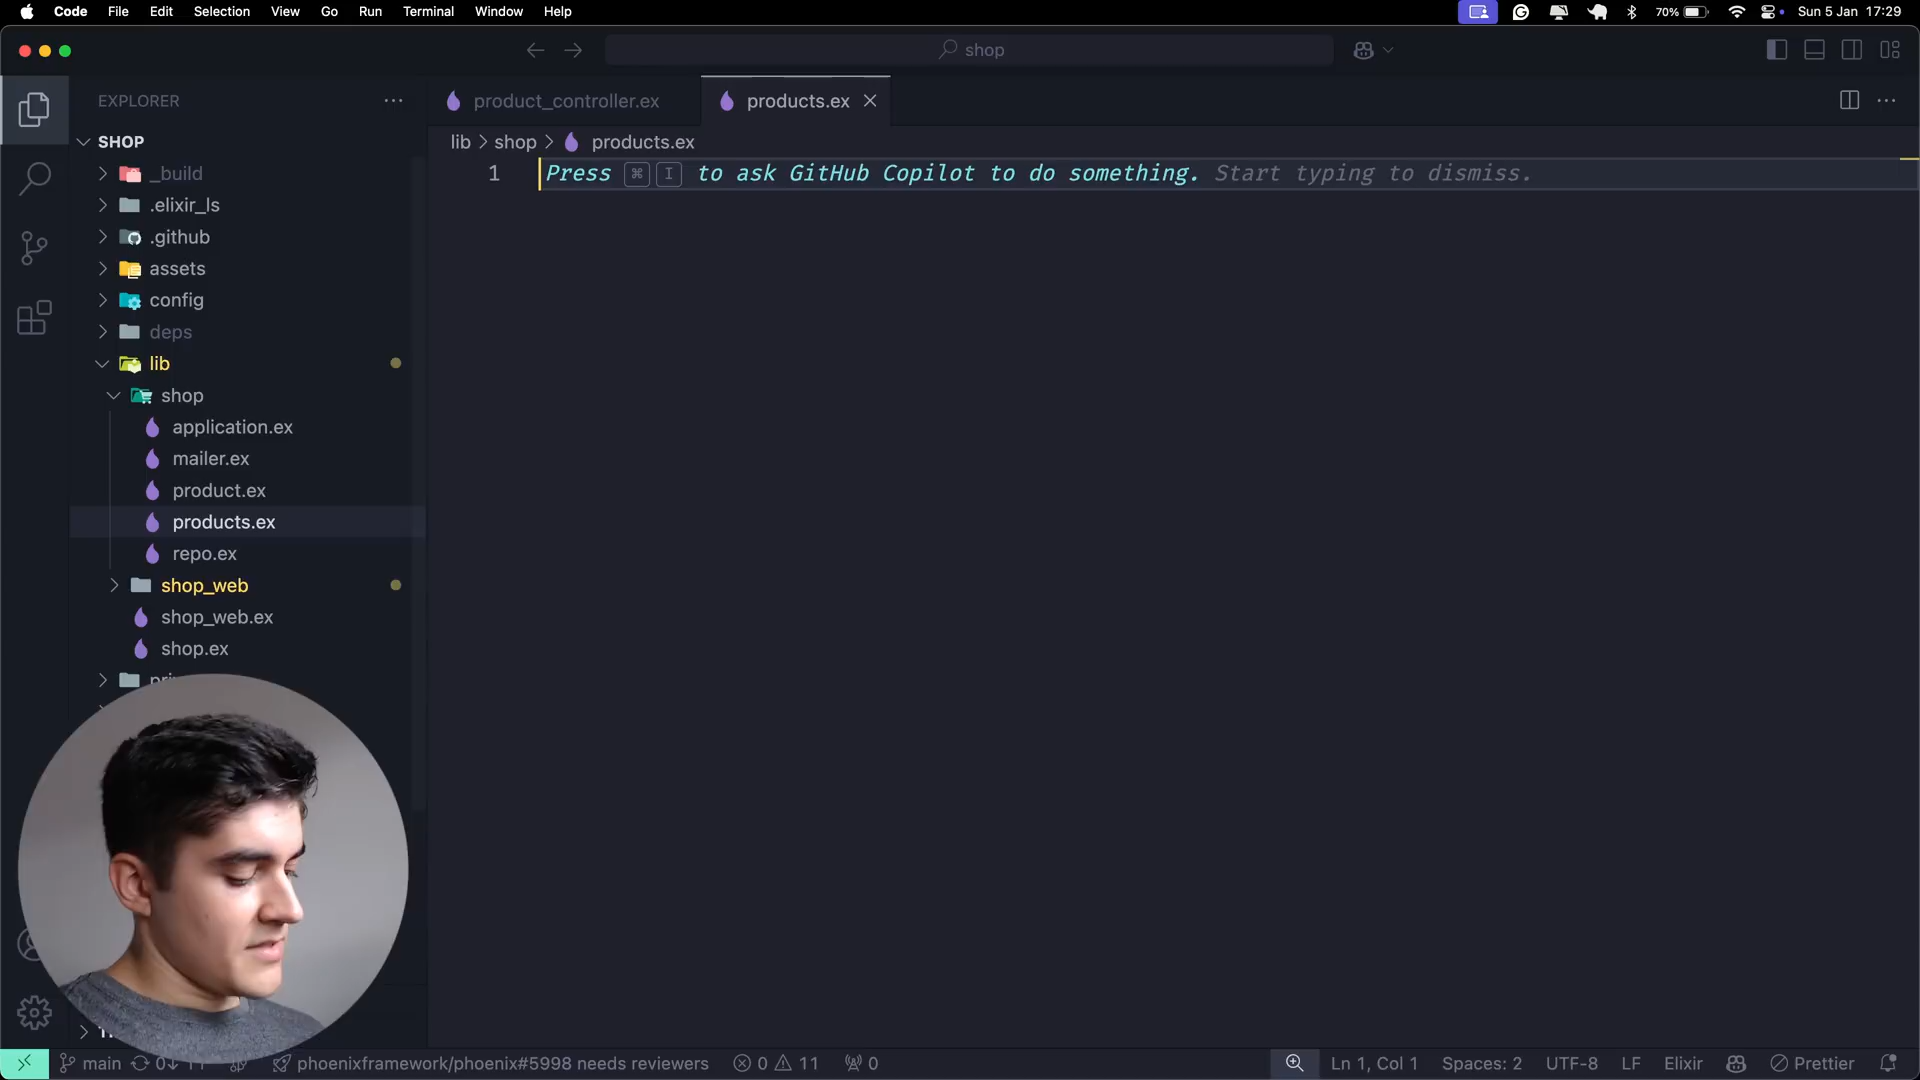 Code File Edit Selection View Go Run Terminal Window Help 70% Sun 5 Jan 17:29
shop
EXPLORER
product_controller.ex
products.ex
SHOP
lib > shop > products.ex
1 Press ⌘ I to ask GitHub Copilot to do something. Start typing to dismiss.
_build
.elixir_ls
.github
assets
config
deps
lib
shop
application.ex
mailer.ex
product.ex
products.ex
repo.ex
shop_web
shop_web.ex
shop.ex
main 0↓ phoenixframework/phoenix#5998 needs reviewers 0 11 0 Ln 1, Col 1 Spaces: 2 UTF-8 LF Elixir Prettier